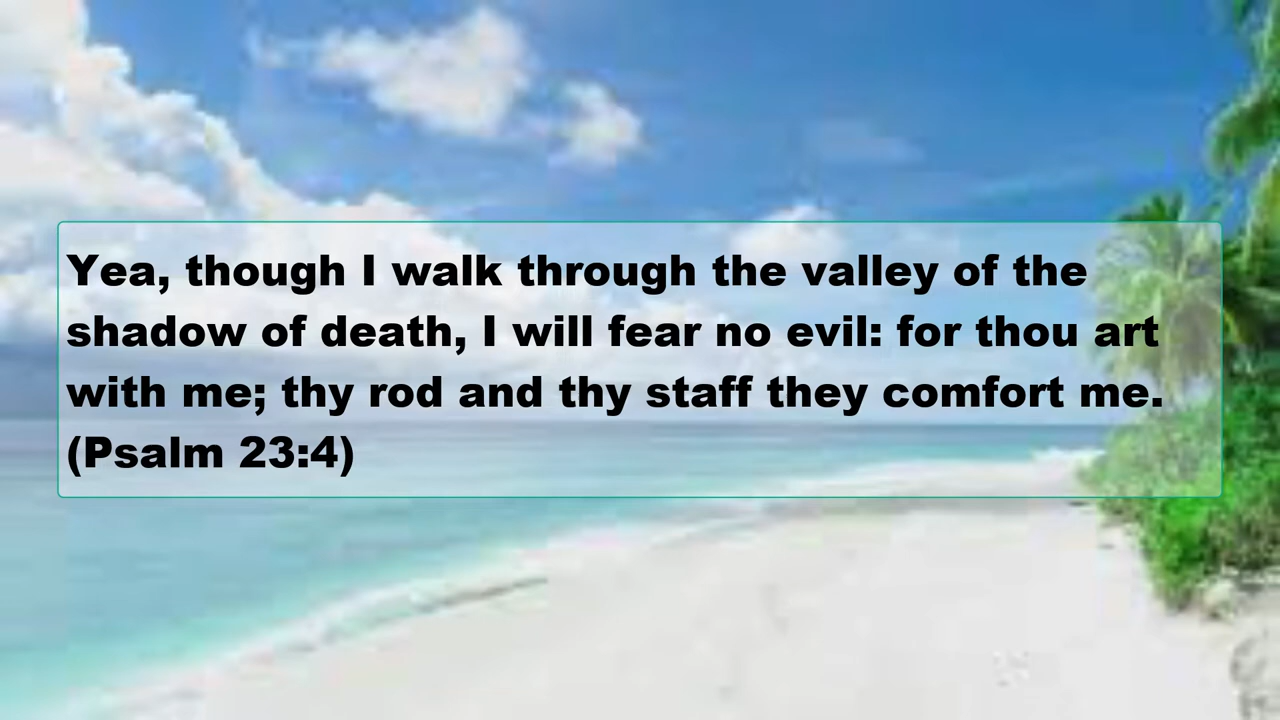 Yea, though I walk through the valley of the
shadow of death, I will fear no evil: for thou art
with me; thy rod and thy staff they comfort me.
(Psalm 23:4)